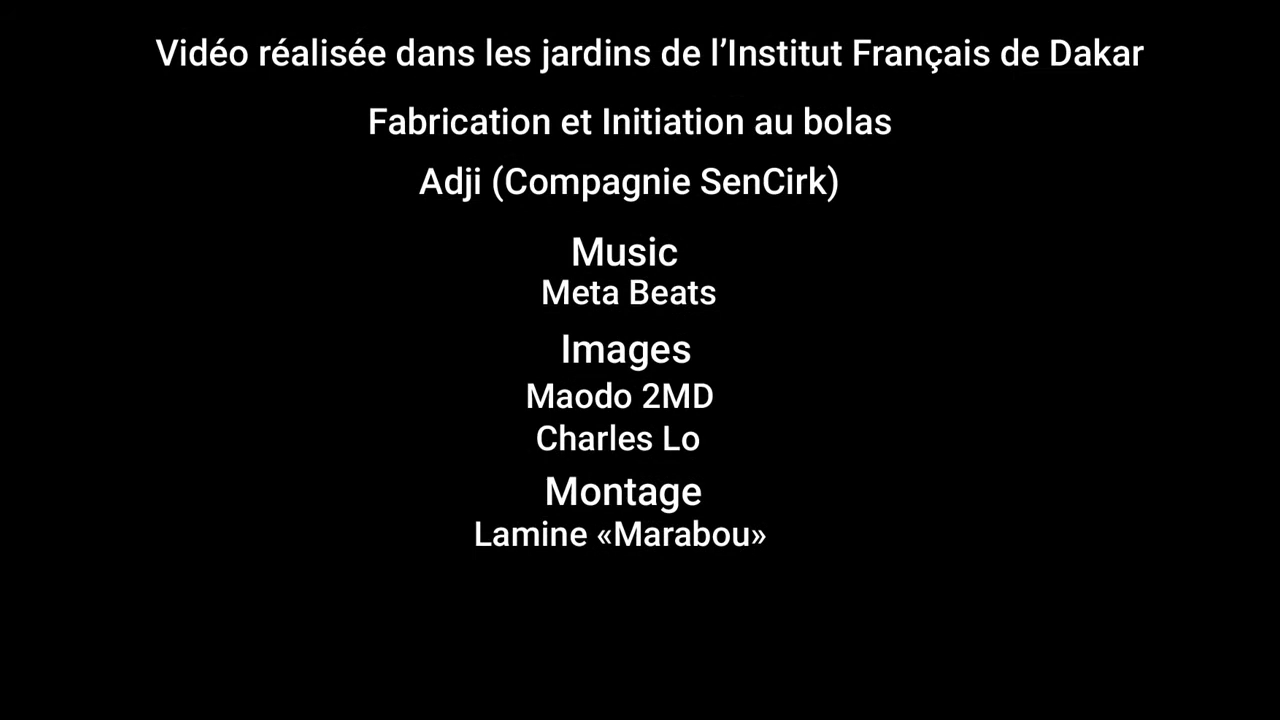 Vidéo réalisée dans les jardins de l’Institut Français de Dakar
Fabrication et Initiation au bolas
Adji (Compagnie SenCirk)
Music
Meta Beats
Images
Maodo 2MD
Charles Lo
Montage
Lamine «Marabou»